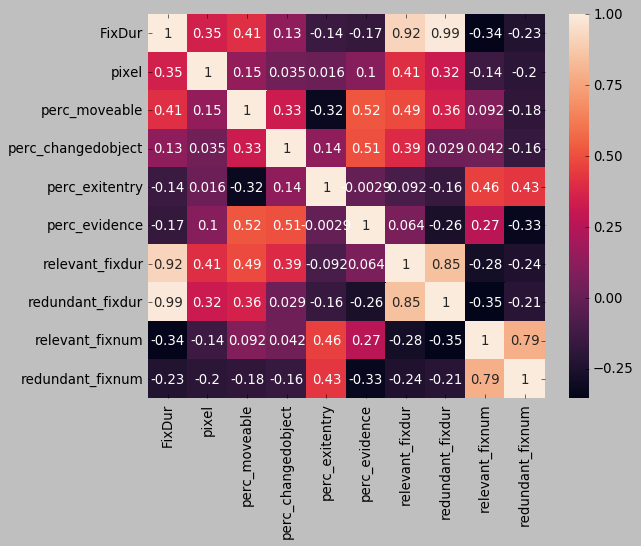 FixDur 1 0.35 0.41 0.13 -0.14 -0.17 0.92 0.99 -0.34 -0.23
pixel 0.35 1 0.15 0.035 0.016 0.1 0.41 0.32 -0.14 -0.2
perc_moveable 0.41 0.15 1 0.33 -0.32 0.52 0.49 0.36 0.092 -0.18
perc_changedobject 0.13 0.035 0.33 1 0.14 0.51 0.39 0.029 0.042 -0.16
perc_exitentry -0.14 0.016 -0.32 0.14 1 -0.0029 -0.092 -0.16 0.46 0.43
perc_evidence -0.17 0.1 0.52 0.51 -0.0029 1 0.064 -0.26 0.27 -0.33
relevant_fixdur 0.92 0.41 0.49 0.39 -0.092 0.064 1 0.85 -0.28 -0.24
redundant_fixdur 0.99 0.32 0.36 0.029 -0.16 -0.26 0.85 1 -0.35 -0.21
relevant_fixnum -0.34 -0.14 0.092 0.042 0.46 0.27 -0.28 -0.35 1 0.79
redundant_fixnum -0.23 -0.2 -0.18 -0.16 0.43 -0.33 -0.24 -0.21 0.79 1
FixDur
pixel
perc_moveable
perc_changedobject
perc_exitentry
perc_evidence
relevant_fixdur
redundant_fixdur
relevant_fixnum
redundant_fixnum
1.00
0.75
0.50
0.25
0.00
−0.25